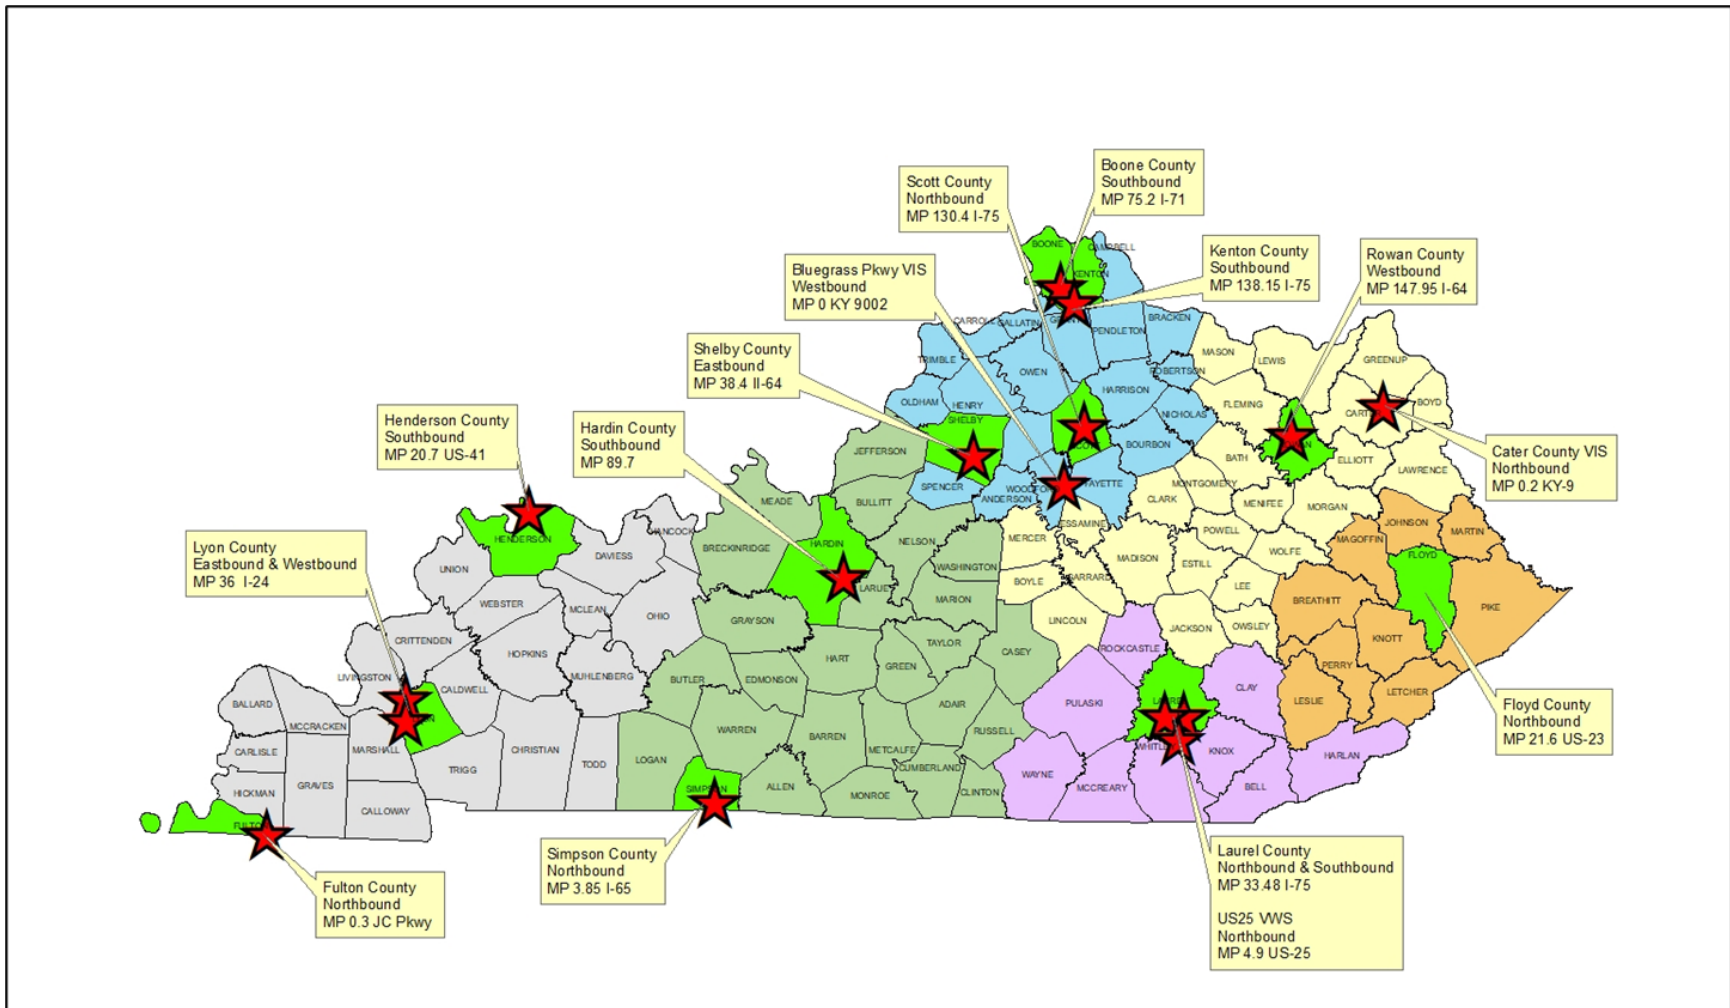 Boone County
Southbound
MP 75.2 I-71
Scott County
Northbound
MP 130.4 I-75
Kenton County
Southbound
MP 138.15 I-75
Rowan County
Westbound
MP 147.95 I-64
Bluegrass Pkwy VIS
Westbound
MP 0 KY 9002
Shelby County
Eastbound
MP 38.4 II-64
Henderson County
Southbound
MP 20.7 US-41
Hardin County
Southbound
MP 89.7
Cater County VIS
Northbound
MP 0.2 KY-9
Lyon County
Eastbound & Westbound
MP 36 I-24
Floyd County
Northbound
MP 21.6 US-23
Simpson County
Northbound
MP 3.85 I-65
Fulton County
Northbound
MP 0.3 JC Pkwy
Laurel County
Northbound & Southbound
MP 33.48 I-75
US25 VWS
Northbound
MP 4.9 US-25
BOONE
CAMPBELL
KENTON
GALLATIN
PENDLETON
BRACKEN
TRIMBLE
OWEN
MASON
LEWIS
GREENUP
ROBERTSON
HARRISON
OLDHAM
HENRY
NICHOLAS
FLEMING
BOYD
SHELBY
JEFFERSON
BOURBON
BATH
ELLIOTT
LAWRENCE
SPENCER
ANDERSON
MONTGOMERY
CLARK
MENIFEE
MORGAN
MEADE
BULLITT
JOHNSON
MARTIN
HANCOCK
HENDERSON
DAVIESS
BRECKINRIDGE
HARDIN
NELSON
MERCER
MADISON
POWELL
MAGOFFIN
UNION
WASHINGTON
ESTILL
WOLFE
FLOYD
WEBSTER
MCLEAN
OHIO
LARUE
MARION
BOYLE
GARRARD
LEE
BREATHITT
PIKE
CRITTENDEN
GRAYSON
LINCOLN
JACKSON
OWSLEY
KNOTT
HOPKINS
HART
GREEN
TAYLOR
CASEY
ROCKCASTLE
PERRY
LIVINGSTON
CALDWELL
MUHLENBERG
BUTLER
EDMONSON
PULASKI
CLAY
LESLIE
LETCHER
BALLARD
MCCRACKEN
WARREN
BARREN
ADAIR
RUSSELL
CARLISLE
MARSHALL
CHRISTIAN
TODD
LOGAN
METCALFE
KNOX
HARLAN
HICKMAN
GRAVES
TRIGG
CALLOWAY
ALLEN
MONROE
CUMBERLAND
CLINTON
WAYNE
MCCREARY
BELL